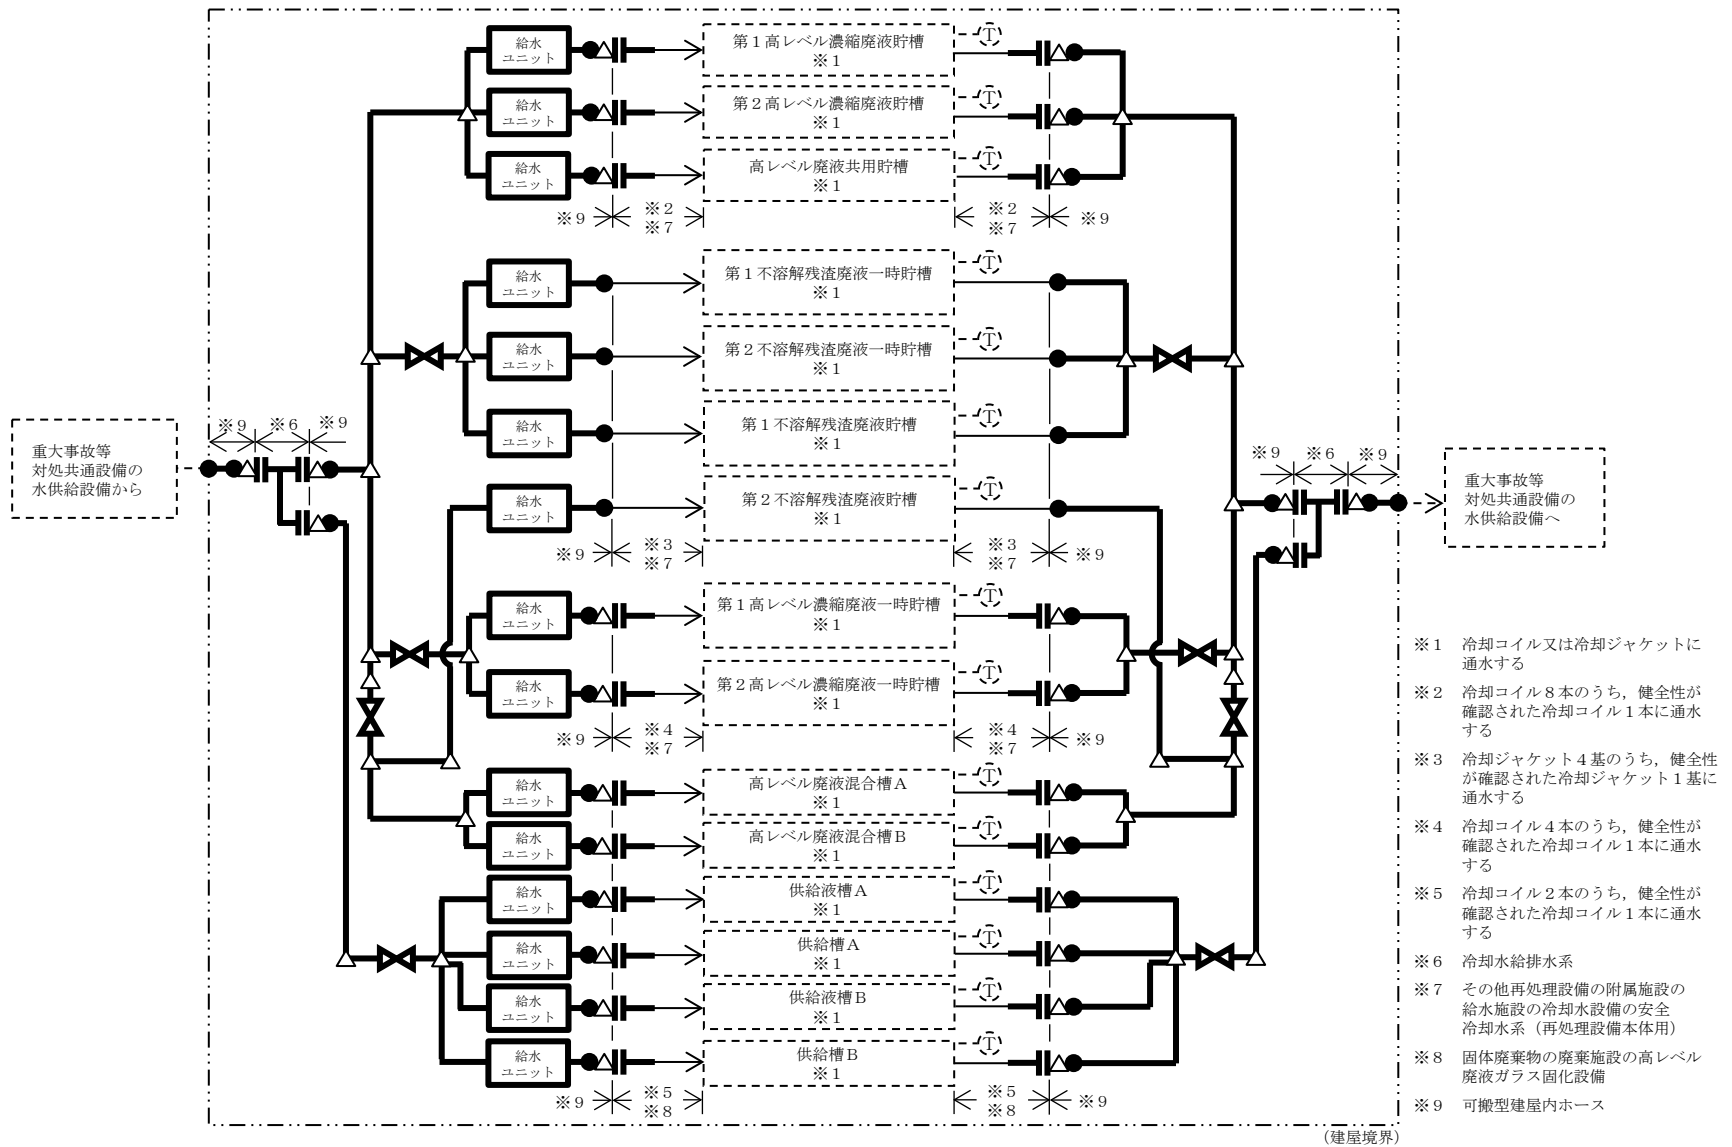 給水
ユニット
第1高レベル濃縮廃液貯槽
※1
T
給水
ユニット
第2高レベル濃縮廃液貯槽
※1
T
給水
ユニット
高レベル廃液共用貯槽
※1
T
※9
※2
※7
※2
※7
※9
給水
ユニット
第1不溶解残渣廃液一時貯槽
※1
T
給水
ユニット
第2不溶解残渣廃液一時貯槽
※1
T
給水
ユニット
第1不溶解残渣廃液貯槽
※1
T
給水
ユニット
第2不溶解残渣廃液貯槽
※1
T
※9
※3
※7
※3
※7
※9
重大事故等
対処共通設備の
水供給設備から
※9
※6
※9
※9
※6
※9
重大事故等
対処共通設備の
水供給設備へ
給水
ユニット
第1高レベル濃縮廃液一時貯槽
※1
T
給水
ユニット
第2高レベル濃縮廃液一時貯槽
※1
T
※9
※4
※7
※4
※7
※9
給水
ユニット
高レベル廃液混合槽A
※1
T
給水
ユニット
高レベル廃液混合槽B
※1
T
給水
ユニット
供給液槽A
※1
T
給水
ユニット
供給槽A
※1
T
給水
ユニット
供給液槽B
※1
T
給水
ユニット
供給槽B
※1
T
※9
※5
※8
※5
※8
※9
※1 冷却コイル又は冷却ジャケットに
通水する
※2 冷却コイル8本のうち，健全性が
確認された冷却コイル1本に通水
する
※3 冷却ジャケット4基のうち，健全性
が確認された冷却ジャケット1基に
通水する
※4 冷却コイル4本のうち，健全性が
確認された冷却コイル1本に通水
する
※5 冷却コイル2本のうち，健全性が
確認された冷却コイル1本に通水
する
※6 冷却水給排水系
※7 その他再処理設備の附属施設の
給水施設の冷却水設備の安全
冷却水系（再処理設備本体用）
※8 固体廃棄物の廃棄施設の高レベル
廃液ガラス固化設備
※9 可搬型建屋内ホース
（建屋境界）